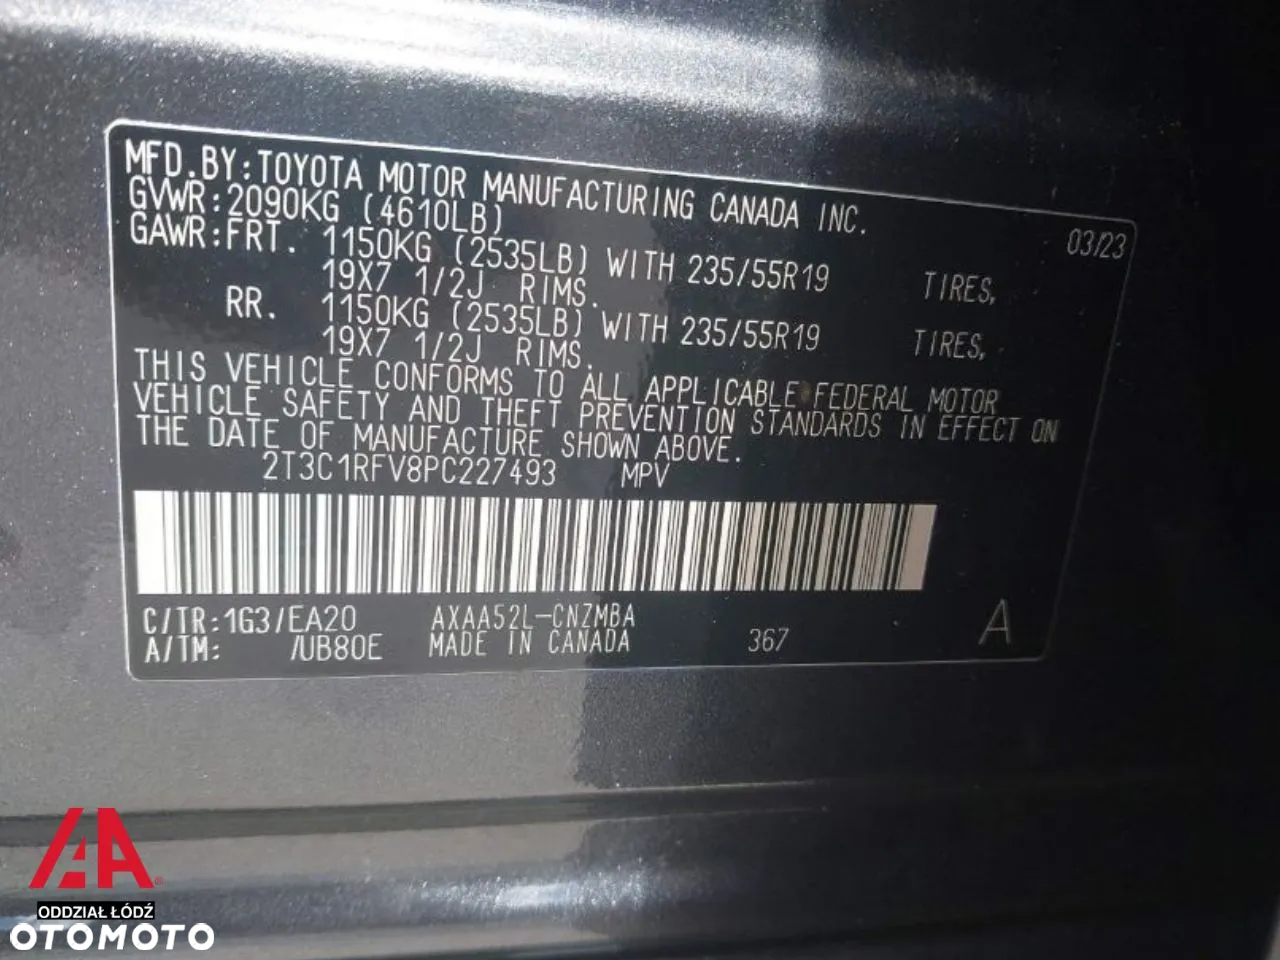 MFD.BY:TOYOTA MOTOR MANUFACTURING CANADA INC.
GVWR:2090KG (4610LB) 03/23
GAWR:FRT. 1150KG (2535LB) WITH 235/55R19 TIRES,
19X7 1/2J RIMS.
RR. 1150KG (2535LB) WITH 235/55R19 TIRES,
19X7 1/2J RIMS.
THIS VEHICLE CONFORMS TO ALL APPLICABLE FEDERAL MOTOR
VEHICLE SAFETY AND THEFT PREVENTION STANDARDS IN EFFECT ON
THE DATE OF MANUFACTURE SHOWN ABOVE.
2T3C1RFV8PC227493 MPV
C/TR:1G3/EA20 AXAA52L-CNZMBA
A/TM: /UB80E MADE IN CANADA 367 A
AA
ODDZIAŁ ŁÓDŹ
OTOMOTO